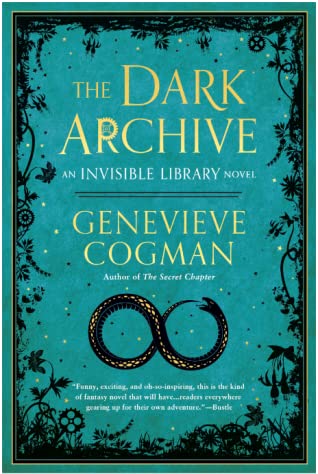 THE DARK
ARCHIVE
AN INVISIBLE LIBRARY NOVEL
GENEVIEVE
COGMAN
Author of The Secret Chapter
"Funny, exciting, and oh-so-inspiring, this is the kind
of fantasy novel that will have...readers everywhere
gearing up for their own adventure."—Bustle